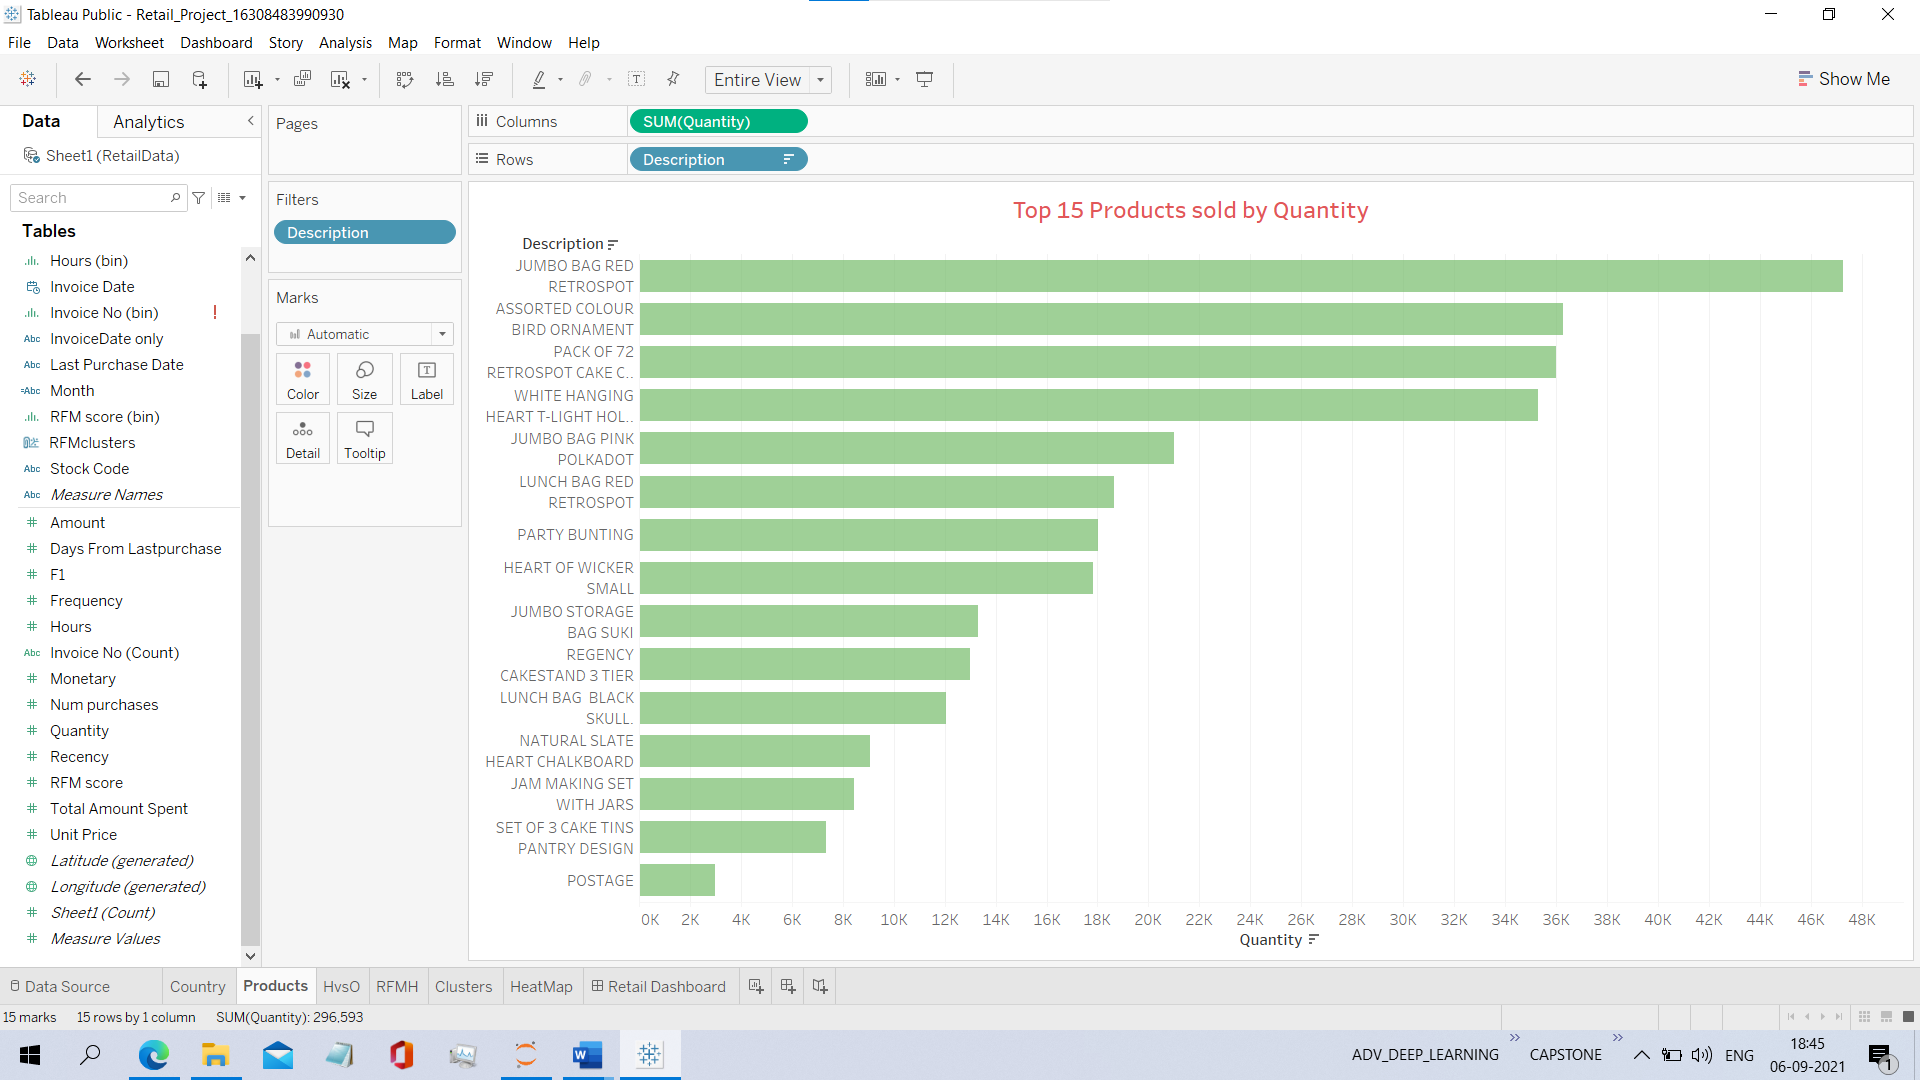 Tableau Public - Retail_Project_16308483990930
File Data Worksheet Dashboard Story Analysis Map Format Window Help
Entire View
Show Me
Data Analytics
Sheet1 (RetailData)
Search
Tables
Hours (bin)
Invoice Date
Invoice No (bin) !
Abc InvoiceDate only
Abc Last Purchase Date
=Abc Month
RFM score (bin)
RFMclusters
Abc Stock Code
Abc Measure Names
# Amount
# Days From Lastpurchase
# F1
# Frequency
# Hours
Abc Invoice No (Count)
# Monetary
# Num purchases
# Quantity
# Recency
# RFM score
# Total Amount Spent
# Unit Price
Latitude (generated)
Longitude (generated)
# Sheet1 (Count)
# Measure Values
Pages
Filters
Description
Marks
Automatic
Color Size Label
Detail Tooltip
Columns SUM(Quantity)
Rows Description
Top 15 Products sold by Quantity
Description
JUMBO BAG RED
RETROSPOT
ASSORTED COLOUR
BIRD ORNAMENT
PACK OF 72
RETROSPOT CAKE C..
WHITE HANGING
HEART T-LIGHT HOL..
JUMBO BAG PINK
POLKADOT
LUNCH BAG RED
RETROSPOT
PARTY BUNTING
HEART OF WICKER
SMALL
JUMBO STORAGE
BAG SUKI
REGENCY
CAKESTAND 3 TIER
LUNCH BAG  BLACK
SKULL.
NATURAL SLATE
HEART CHALKBOARD
JAM MAKING SET
WITH JARS
SET OF 3 CAKE TINS
PANTRY DESIGN
POSTAGE
0K 2K 4K 6K 8K 10K 12K 14K 16K 18K 20K 22K 24K 26K 28K 30K 32K 34K 36K 38K 40K 42K 44K 46K 48K
Quantity
Data Source Country Products HvsO RFMH Clusters HeatMap Retail Dashboard
15 marks 15 rows by 1 column SUM(Quantity): 296,593
ADV_DEEP_LEARNING CAPSTONE ENG
18:45
06-09-2021
1